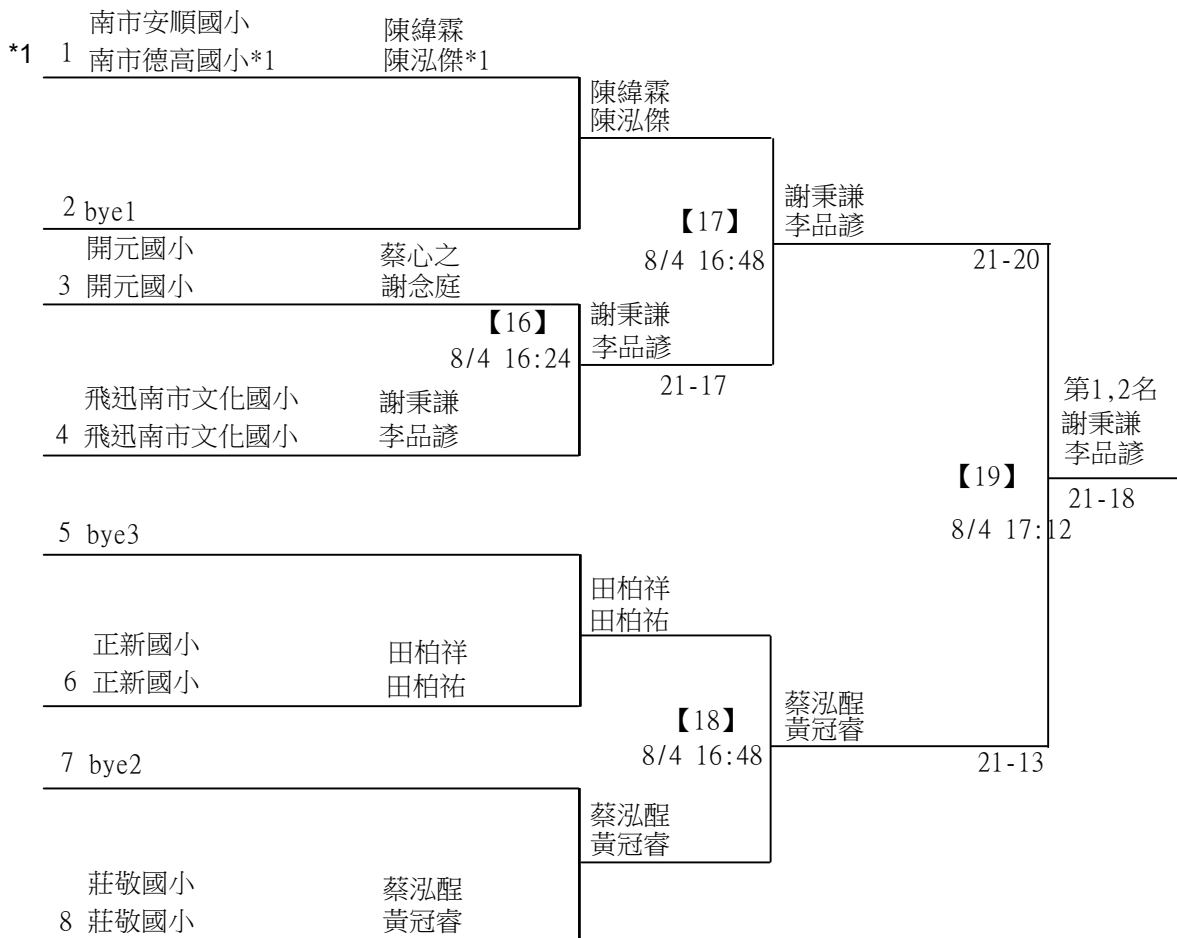 南市安順國小 陳緯霖
*1 1 南市德高國小*1 陳泓傑*1
陳緯霖
陳泓傑
2 bye1
【17】
8/4 16:48
謝秉謙
李品諺
21-20
開元國小 蔡心之
3 開元國小 謝念庭
【16】
8/4 16:24
謝秉謙
李品諺
21-17
飛迅南市文化國小 謝秉謙
4 飛迅南市文化國小 李品諺
第1,2名
謝秉謙
李品諺
【19】
21-18
8/4 17:12
5 bye3
田柏祥
田柏祐
正新國小 田柏祥
6 正新國小 田柏祐
【18】
8/4 16:48
蔡泓酲
黃冠睿
21-13
7 bye2
蔡泓酲
黃冠睿
莊敬國小 蔡泓酲
8 莊敬國小 黃冠睿